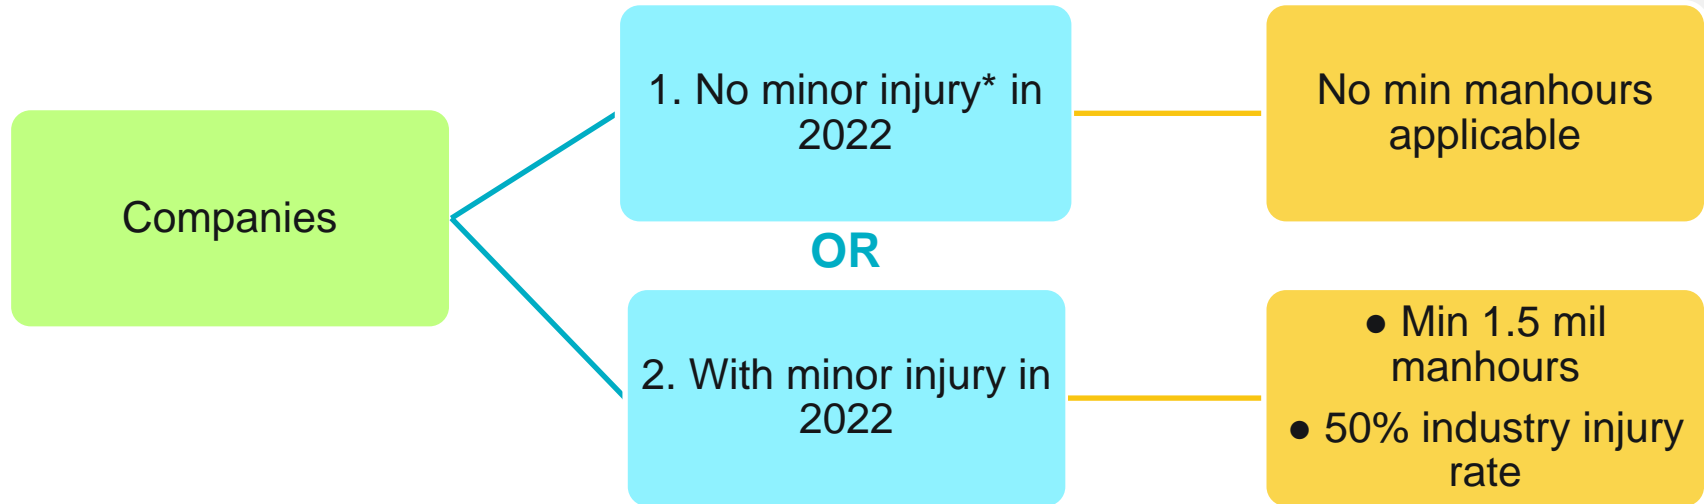 Companies
1. No minor injury* in
2022
No min manhours
applicable
OR
2. With minor injury in
2022
● Min 1.5 mil
manhours
● 50% industry injury
rate